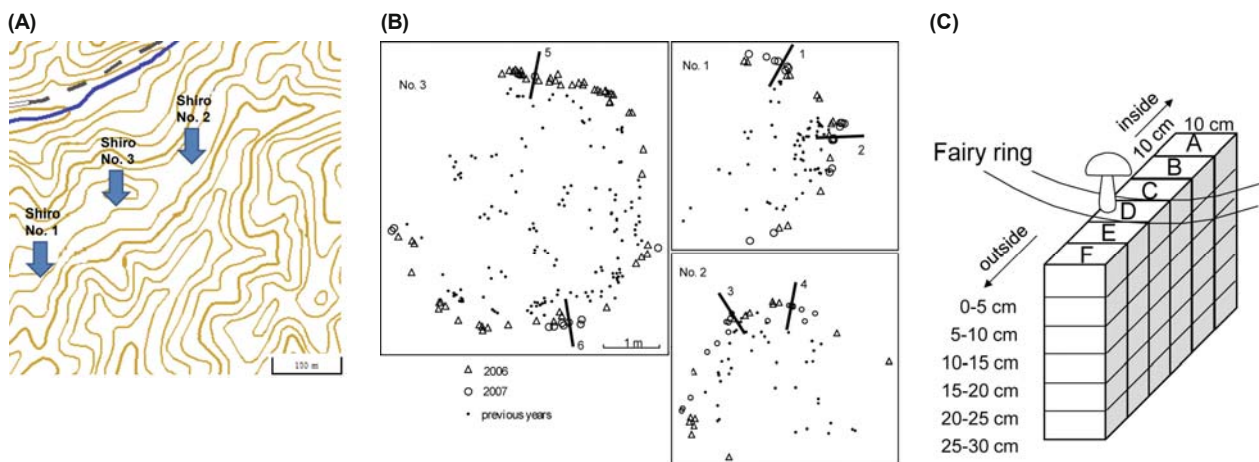 (A)
Shiro
No. 2
Shiro
No. 3
Shiro
No. 1
100 m
(B)
No. 3
5
6
1 m
No. 1
1
2
No. 2
3
4
2006
2007
previous years
(C)
inside
10 cm
10 cm
A
B
C
D
E
F
Fairy ring
outside
0-5 cm
5-10 cm
10-15 cm
15-20 cm
20-25 cm
25-30 cm